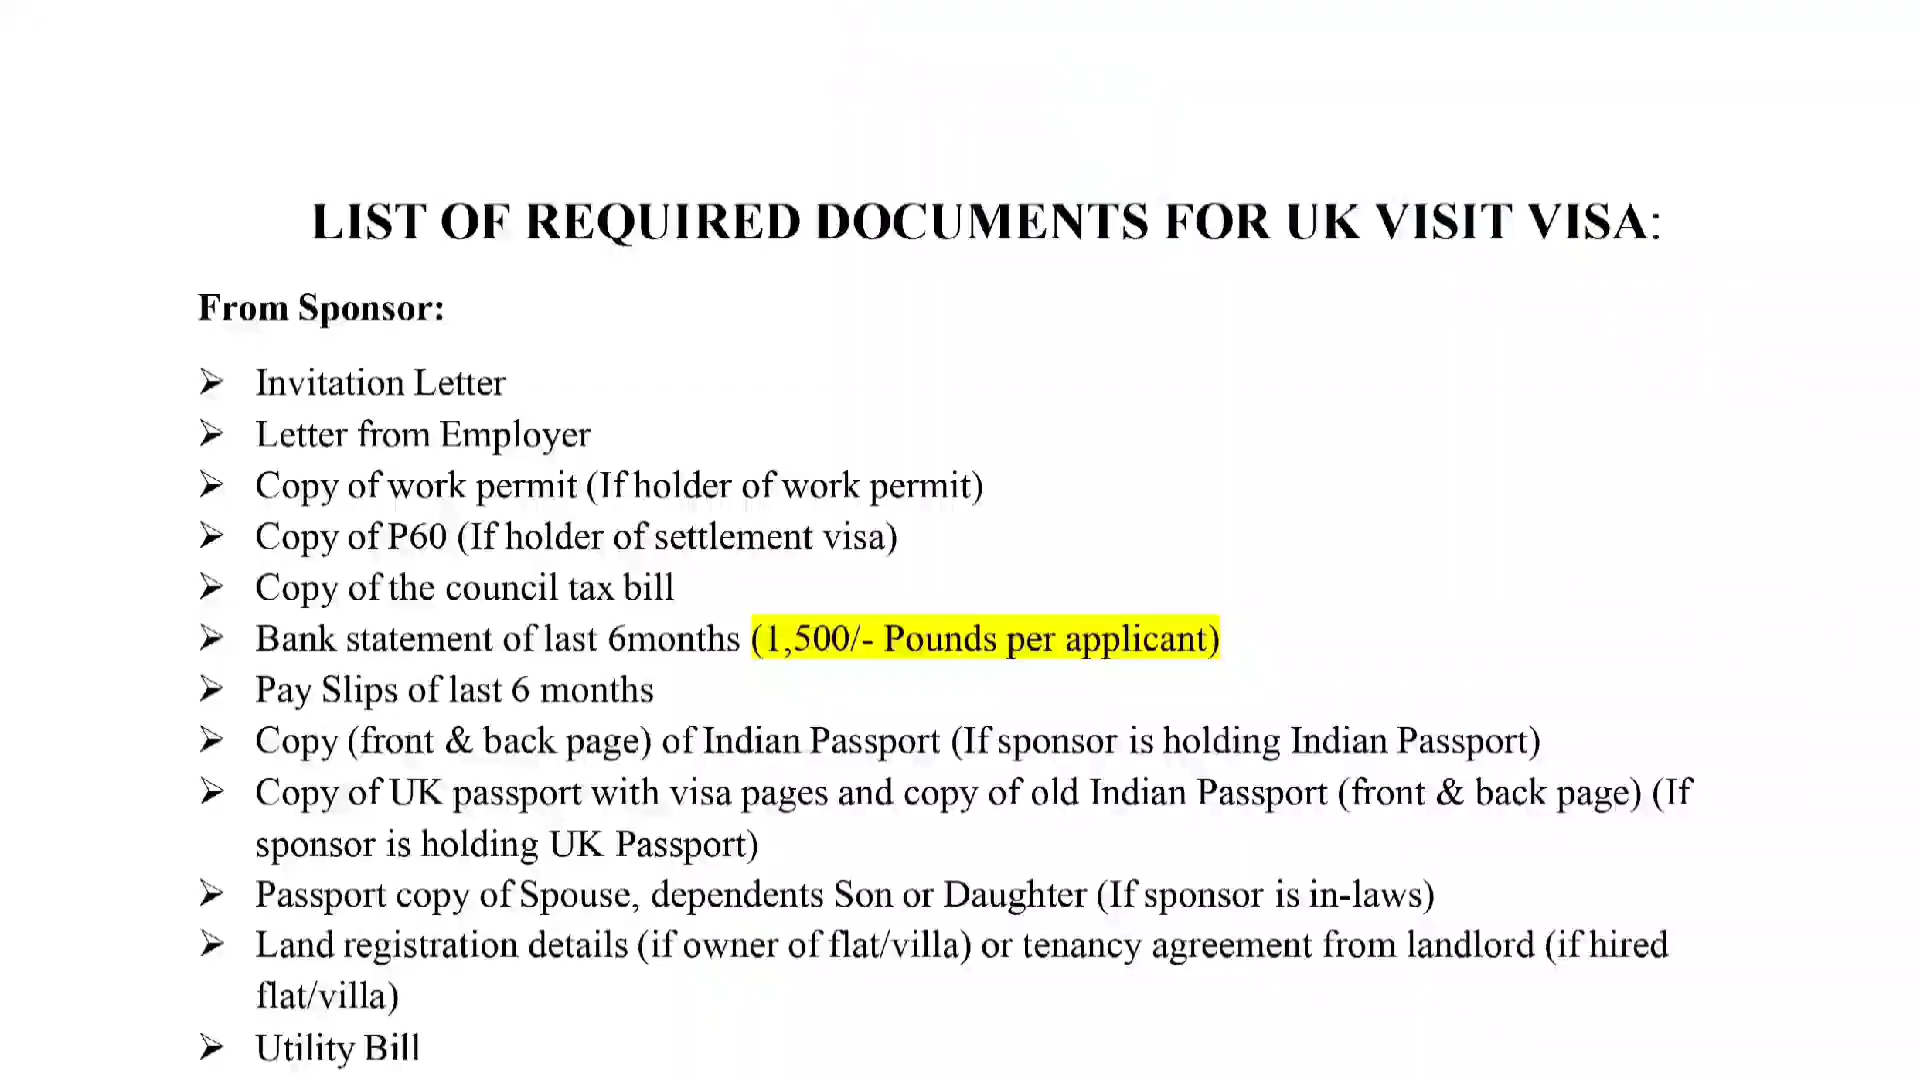 LIST OF REQUIRED DOCUMENTS FOR UK VISIT VISA:
From Sponsor:
➢ Invitation Letter
➢ Letter from Employer
➢ Copy of work permit (If holder of work permit)
➢ Copy of P60 (If holder of settlement visa)
➢ Copy of the council tax bill
➢ Bank statement of last 6months (1,500/- Pounds per applicant)
➢ Pay Slips of last 6 months
➢ Copy (front & back page) of Indian Passport (If sponsor is holding Indian Passport)
➢ Copy of UK passport with visa pages and copy of old Indian Passport (front & back page) (If
sponsor is holding UK Passport)
➢ Passport copy of Spouse, dependents Son or Daughter (If sponsor is in-laws)
➢ Land registration details (if owner of flat/villa) or tenancy agreement from landlord (if hired
flat/villa)
➢ Utility Bill